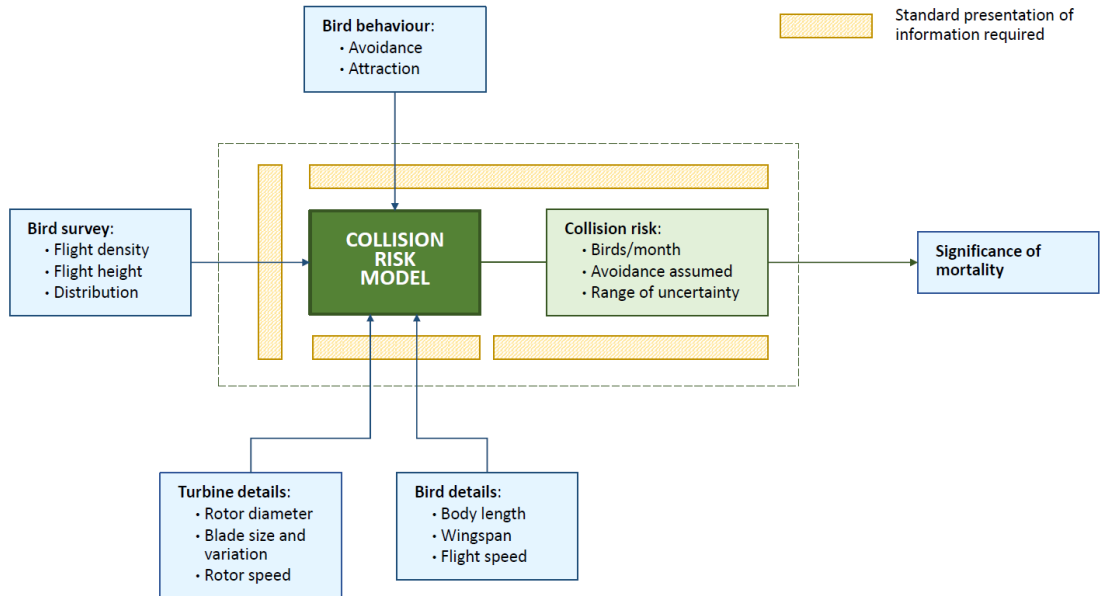 Bird behaviour:
• Avoidance
• Attraction
Standard presentation of
information required
Bird survey:
• Flight density
• Flight height
• Distribution
COLLISION
RISK
MODEL
Collision risk:
• Birds/month
• Avoidance assumed
• Range of uncertainty
Significance of
mortality
Turbine details:
• Rotor diameter
• Blade size and
variation
• Rotor speed
Bird details:
• Body length
• Wingspan
• Flight speed